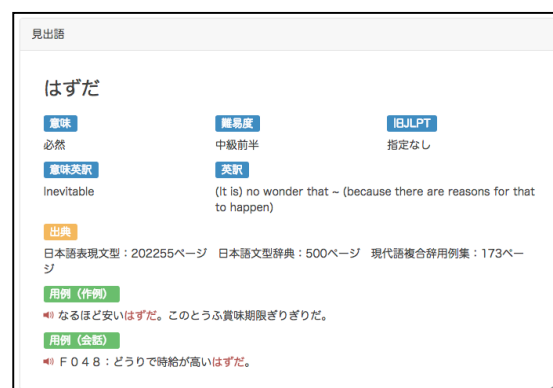 見出語
はずだ
意味 難易度 旧JLPT
必然 中級前半 指定なし
意味英訳 英訳
Inevitable (It is) no wonder that ~ (because there are reasons for that
to happen)
出典
日本語表現文型：202255ページ 日本語文型辞典：500ページ 現代語複合辞用例集：173ペー
ジ
用例（作例）
なるほど安いはずだ。このとうふ賞味期限ぎりぎりだ。
用例（会話）
Ｆ０４８：どうりで時給が高いはずだ。